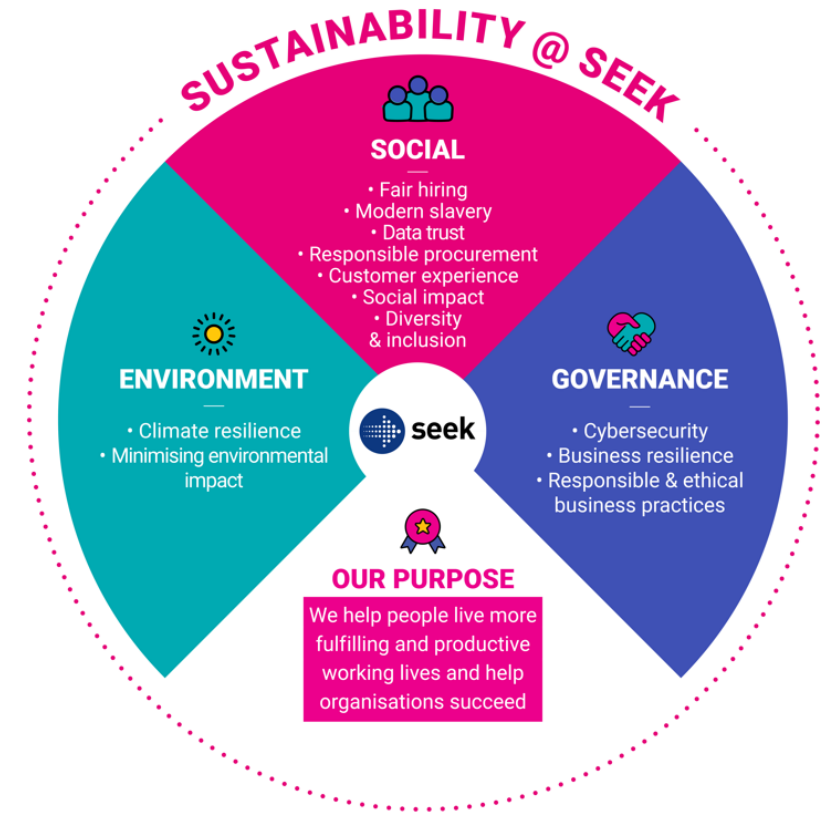 SUSTAINABILITY @ SEEK
SOCIAL
• Fair hiring
• Modern slavery
• Data trust
• Responsible procurement
• Customer experience
• Social impact
• Diversity
& inclusion
ENVIRONMENT
• Climate resilience
• Minimising environmental
impact
GOVERNANCE
• Cybersecurity
• Business resilience
• Responsible & ethical
business practices
seek
OUR PURPOSE
We help people live more
fulfilling and productive
working lives and help
organisations succeed